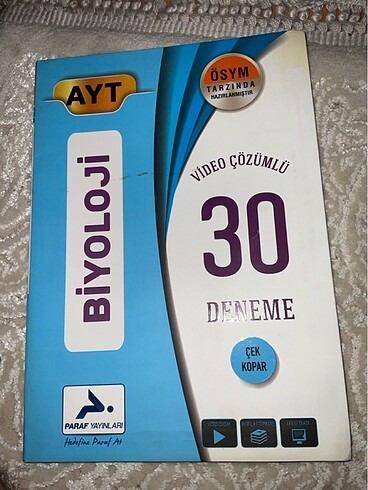 AYT
ÖSYM
TARZINDA
HAZIRLANMIŞTIR
BİYOLOJİ
VİDEO ÇÖZÜMLÜ
30
DENEME
ÇEK
KOPAR
PARAF YAYINLARI
Hedefine Paraf At